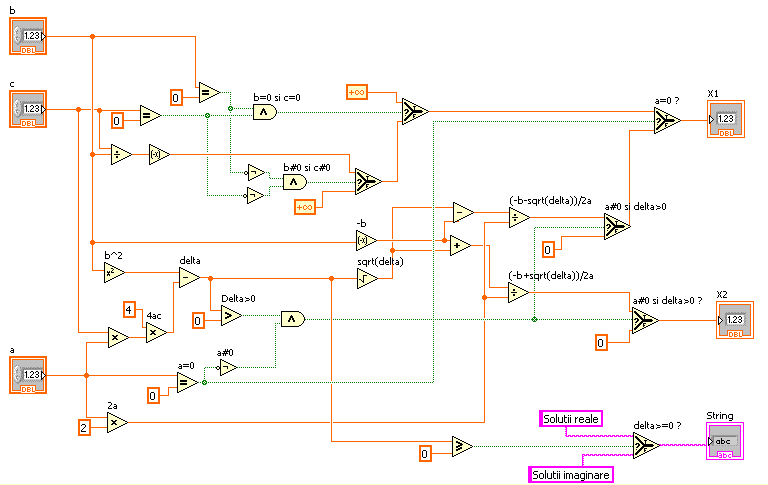 b
1.23
DBL
c
1.23
DBL
0
=
0
=
b=0 si c=0
∧
+∞
?
T
F
a=0 ?
?
T
F
X1
1.23
DBL
÷
(-x)
¬
¬
b#0 si c#0
∧
+∞
?
T
F
-b
(-x)
-
+
(-b-sqrt(delta))/2a
÷
a#0 si delta>0
0
?
T
F
b^2
x²
delta
-
sqrt(delta)
√
(-b+sqrt(delta))/2a
÷
4
4ac
×
×
Delta>0
0
>
∧
a#0 si delta>0 ?
0
?
T
F
X2
1.23
DBL
a
1.23
DBL
a=0
0
=
a#0
¬
2a
2
×
0
≥
Solutii reale
Solutii imaginare
delta>=0 ?
?
T
F
String
abc
abc